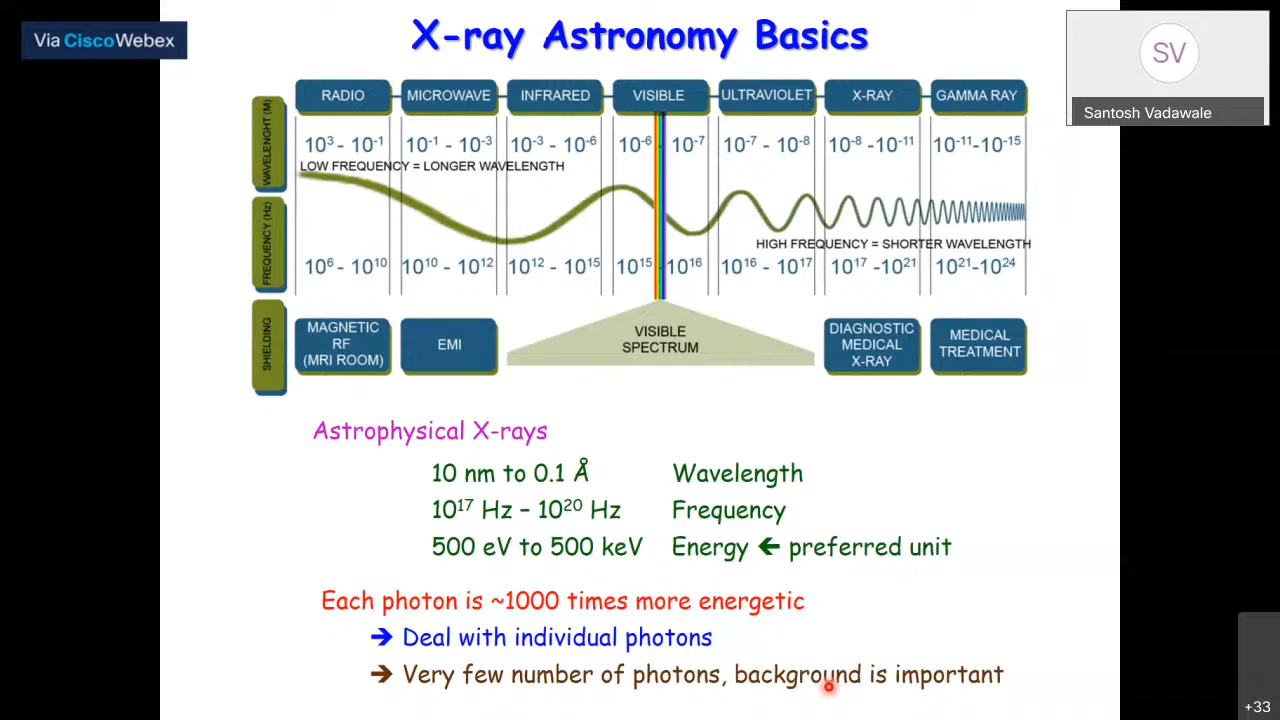 Via CiscoWebex
X-ray Astronomy Basics
SV
Santosh Vadawale
RADIO MICROWAVE INFRARED VISIBLE ULTRAVIOLET X-RAY GAMMA RAY
WAVELENGHT (M)
10³ - 10⁻¹ 10⁻¹ - 10⁻³ 10⁻³ - 10⁻⁶ 10⁻⁶ - 10⁻⁷ 10⁻⁷ - 10⁻⁸ 10⁻⁸ -10⁻¹¹ 10⁻¹¹-10⁻¹⁵
LOW FREQUENCY = LONGER WAVELENGTH
FREQUENCY (Hz)
HIGH FREQUENCY = SHORTER WAVELENGTH
10⁶ - 10¹⁰ 10¹⁰ - 10¹² 10¹² - 10¹⁵ 10¹⁵ - 10¹⁶ 10¹⁶ - 10¹⁷ 10¹⁷ -10²¹ 10²¹-10²⁴
SHIELDING
MAGNETIC
RF
(MRI ROOM)
EMI
VISIBLE
SPECTRUM
DIAGNOSTIC
MEDICAL
X-RAY
MEDICAL
TREATMENT
Astrophysical X-rays
10 nm to 0.1 Å Wavelength
10¹⁷ Hz – 10²⁰ Hz Frequency
500 eV to 500 keV Energy 🡸 preferred unit
Each photon is ~1000 times more energetic
➔ Deal with individual photons
➔ Very few number of photons, background is important
+33